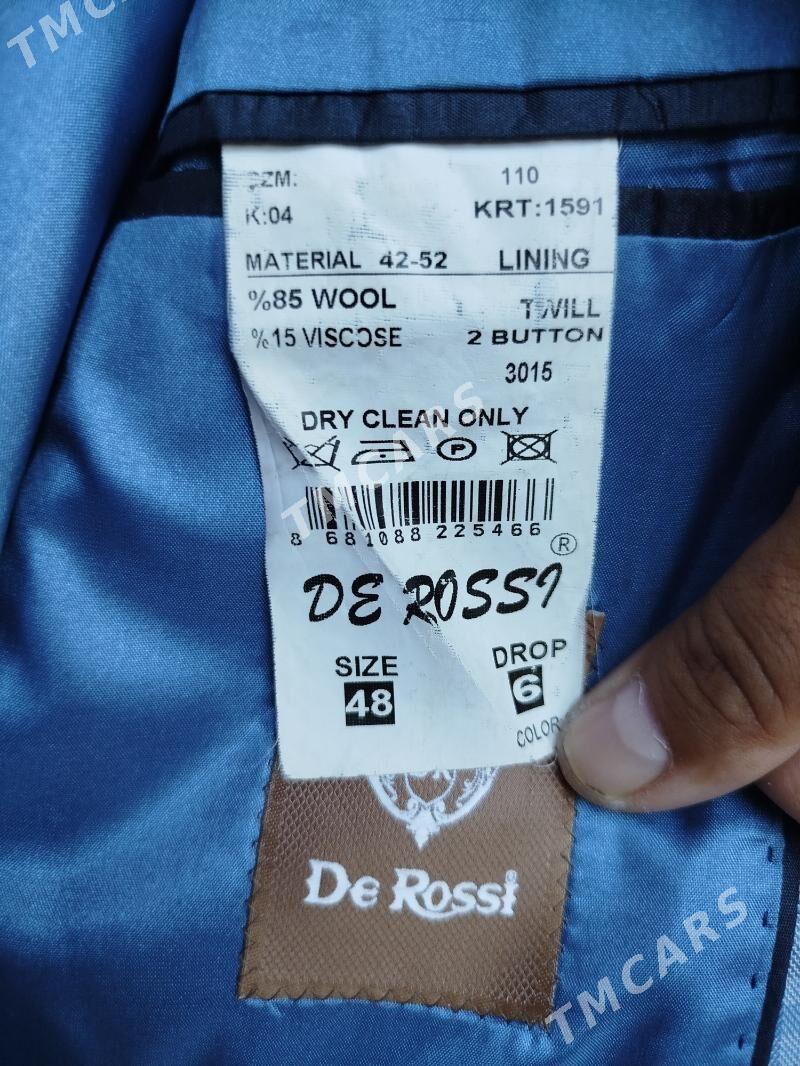 TMCARS
SZM: 110
K:04 KRT:1591
MATERIAL 42-52 LINING
%85 WOOL TWILL
%15 VISCOSE 2 BUTTON
3015
DRY CLEAN ONLY
P
TMCARS
8 681088 225466
®
DE ROSSI
SIZE DROP
48 6
COLOR
De Rossi®
TMCARS